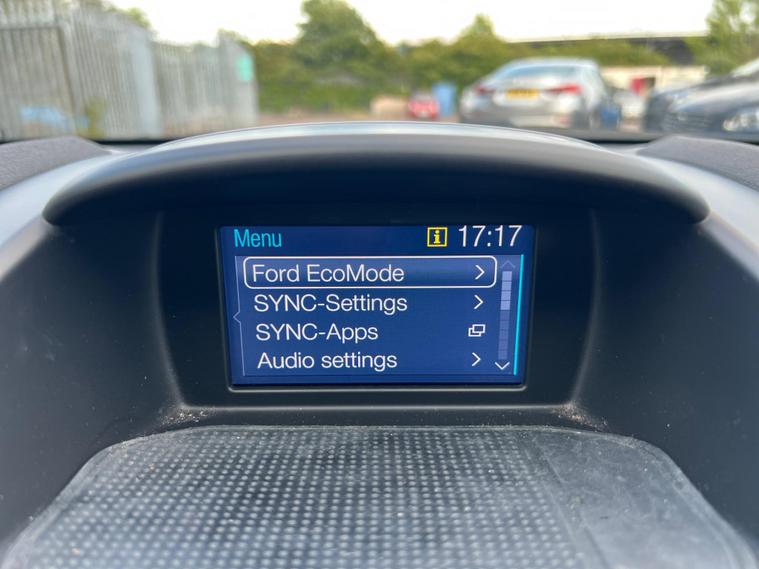 Menu i 17:17
Ford EcoMode
SYNC-Settings
SYNC-Apps
Audio settings